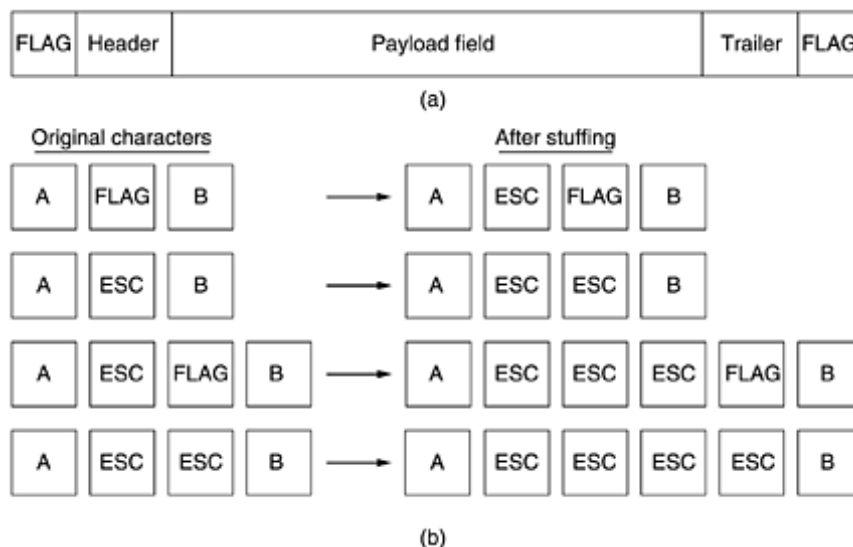 FLAG Header Payload field Trailer FLAG
(a)
Original characters After stuffing
A FLAG B A ESC FLAG B
A ESC B A ESC ESC B
A ESC FLAG B A ESC ESC ESC FLAG B
A ESC ESC B A ESC ESC ESC ESC B
(b)